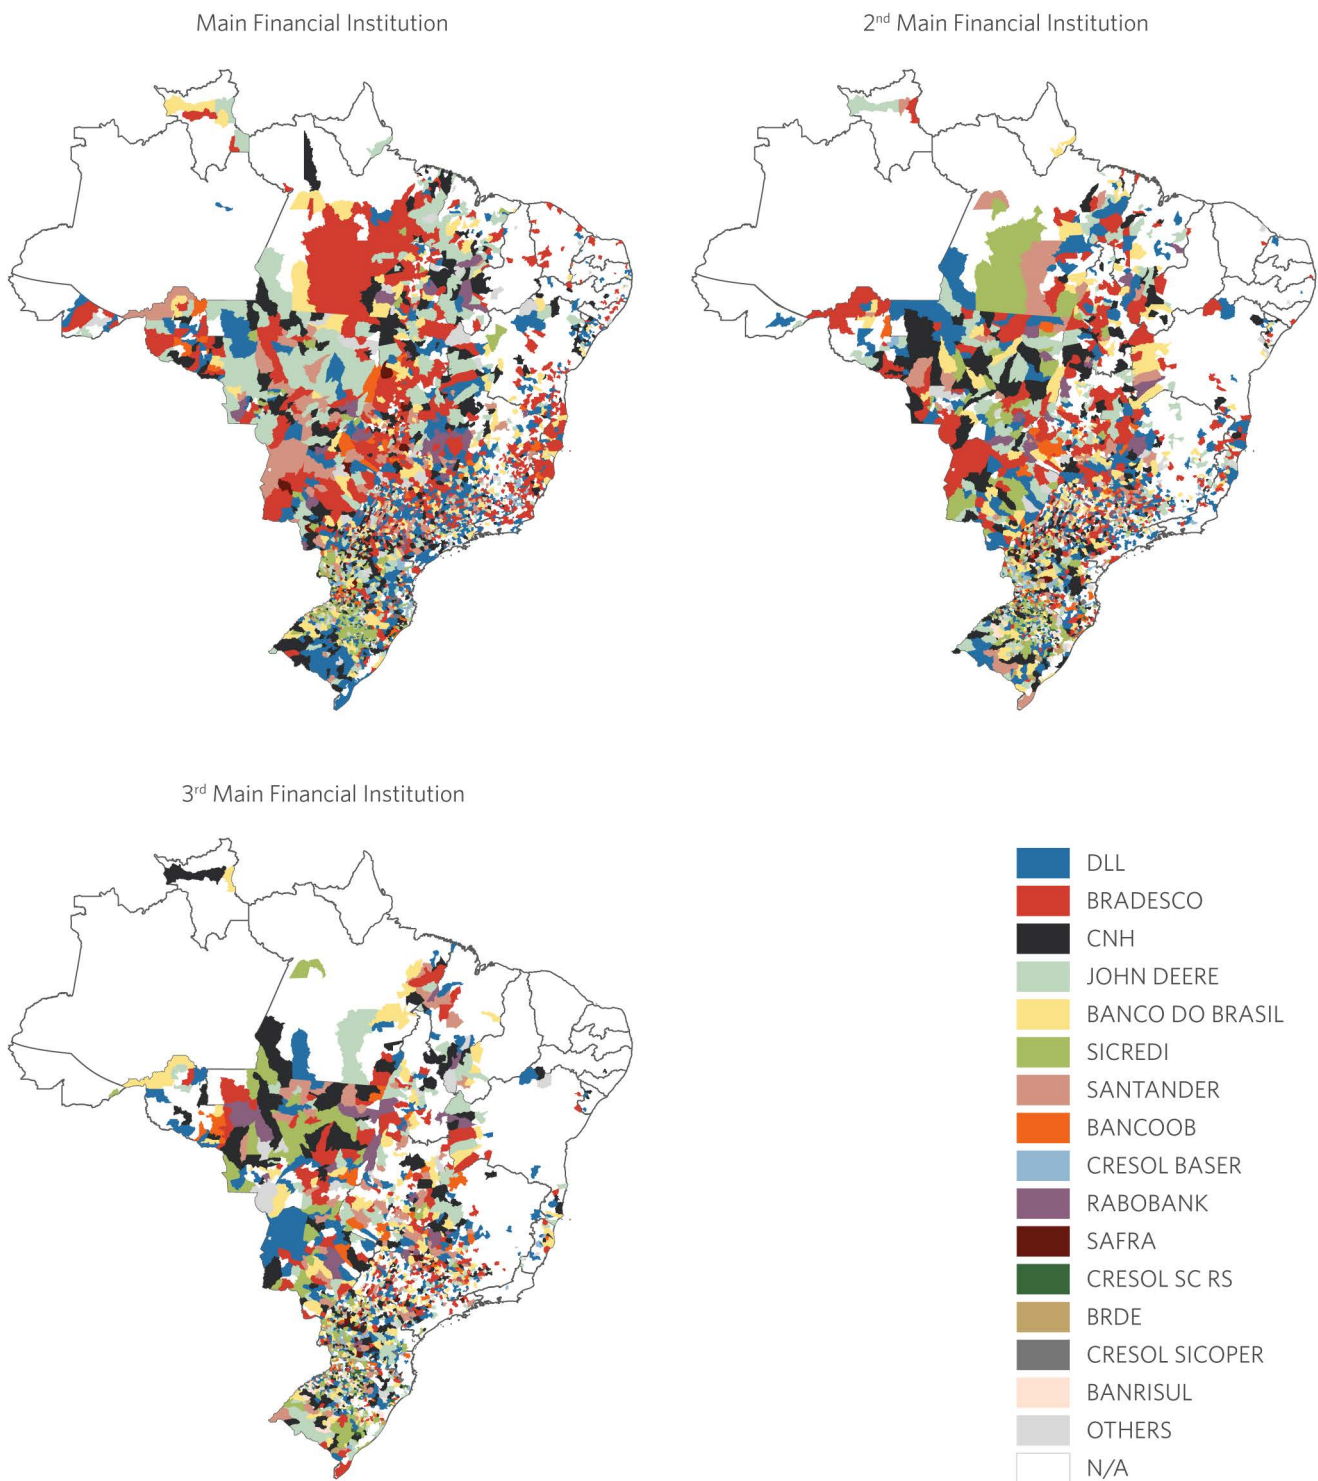 Main Financial Institution
2nd Main Financial Institution
3rd Main Financial Institution
DLL
BRADESCO
CNH
JOHN DEERE
BANCO DO BRASIL
SICREDI
SANTANDER
BANCOOB
CRESOL BASER
RABOBANK
SAFRA
CRESOL SC RS
BRDE
CRESOL SICOPER
BANRISUL
OTHERS
N/A